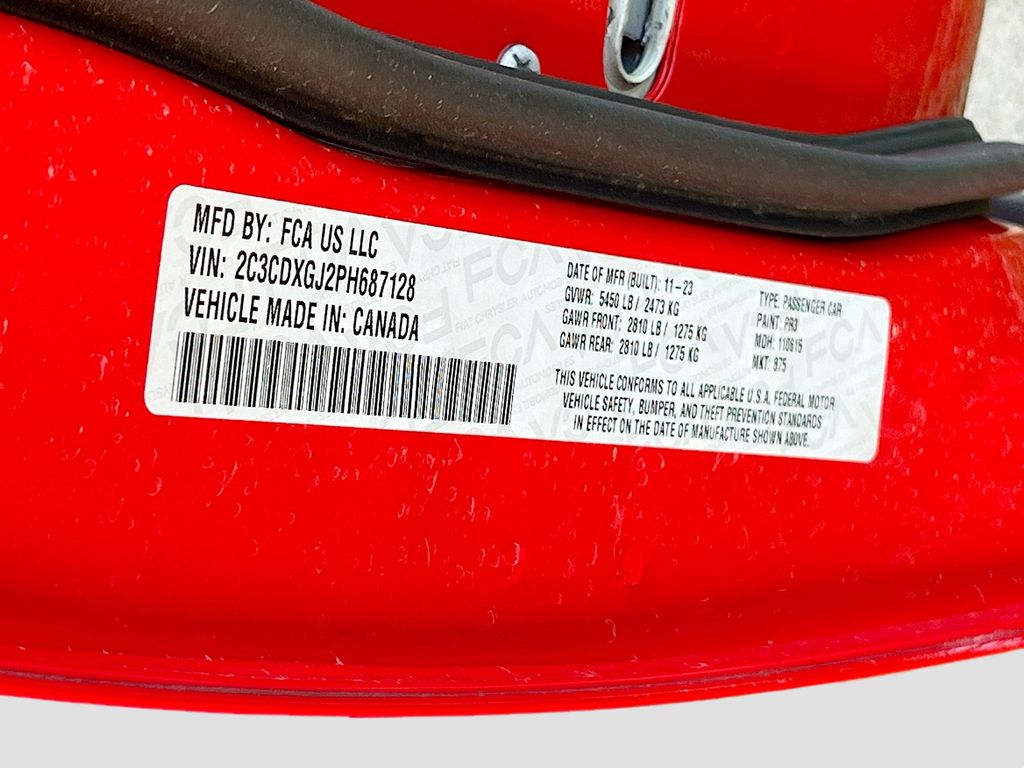 MFD BY: FCA US LLC
VIN: 2C3CDXGJ2PH687128
VEHICLE MADE IN: CANADA
DATE OF MFR (BUILT): 11-23
GVWR: 5450 LB / 2473 KG
GAWR FRONT: 2810 LB / 1275 KG
GAWR REAR: 2810 LB / 1275 KG
TYPE: PASSENGER CAR
PAINT: PR3
MDH: 110615
MKT: 975
THIS VEHICLE CONFORMS TO ALL APPLICABLE U.S.A. FEDERAL MOTOR
VEHICLE SAFETY, BUMPER, AND THEFT PREVENTION STANDARDS
IN EFFECT ON THE DATE OF MANUFACTURE SHOWN ABOVE.